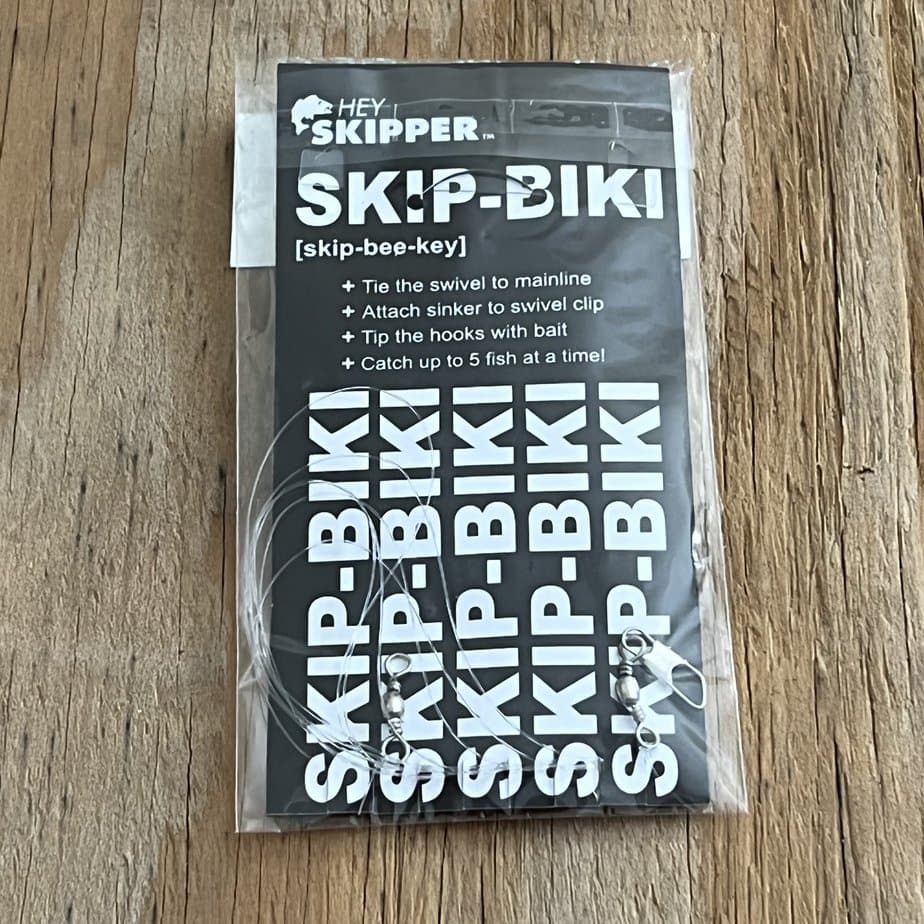 HEY
SKIPPER™
SKIP-BIKI
[skip-bee-key]
+ Tie the swivel to mainline
+ Attach sinker to swivel clip
+ Tip the hooks with bait
+ Catch up to 5 fish at a time!
SKIP-BIKI
SKIP-BIKI
SKIP-BIKI
SKIP-BIKI
SKIP-BIKI